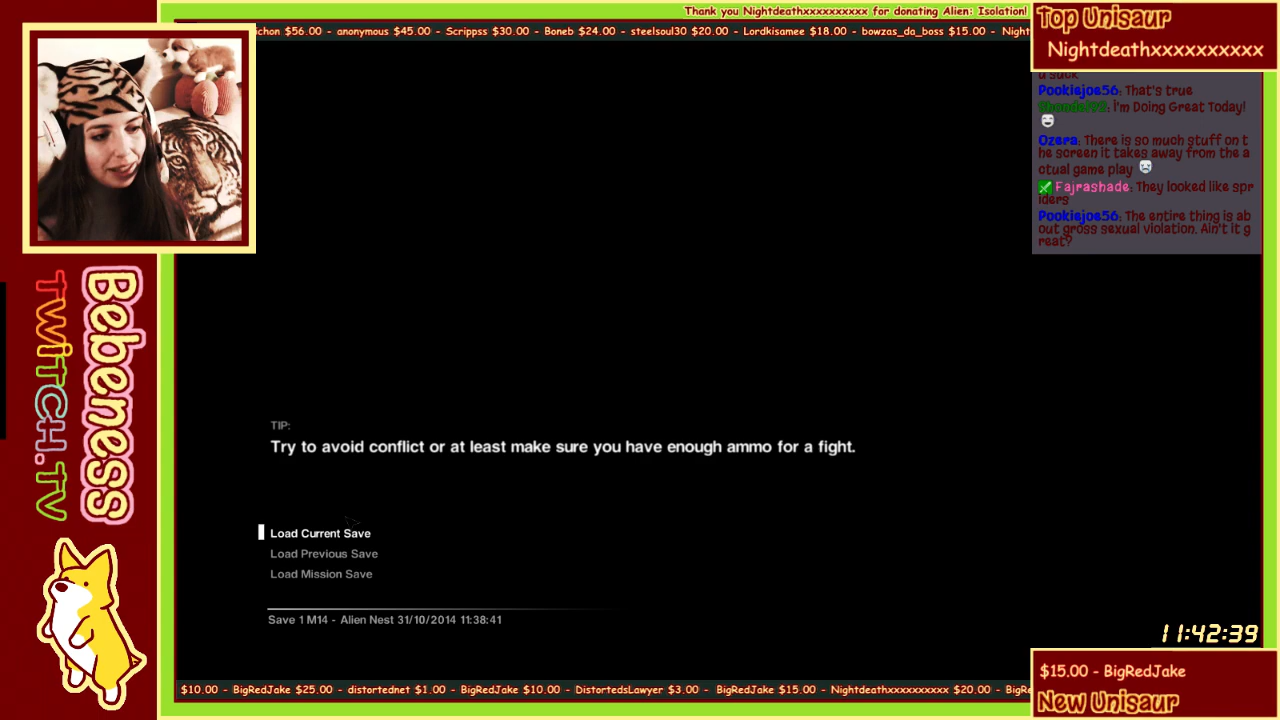 Thank you Nightdeathxxxxxxxxxx for donating Alien: Isolation!
ichon $56.00 - anonymous $45.00 - Scrippss $30.00 - Boneb $24.00 - steelsoul30 $20.00 - Lordkisamee $18.00 - bowzas_da_boss $15.00 - Night
Top Unisaur
Nightdeathxxxxxxxxxx
u suck
Pookiejoe56: That's true
I'm Doing Great Today!
Ozera: There is so much stuff on t
he screen it takes away from the a
ctual game play
Fajrashade: They looked like spr
iders
Pookiejoe56: The entire thing is ab
out gross sexual violation. Ain't it g
reat?
Bebeness
TWITCH.TV
TIP:
Try to avoid conflict or at least make sure you have enough ammo for a fight.
Load Current Save
Load Previous Save
Load Mission Save
Save 1 M14 - Alien Nest 31/10/2014 11:38:41
11:42:39
$15.00 - BigRedJake
New Unisaur
$10.00 - BigRedJake $25.00 - distortednet $1.00 - BigRedJake $10.00 - DistortedsLawyer $3.00 - BigRedJake $15.00 - Nightdeathxxxxxxxxxx $20.00 - BigRe